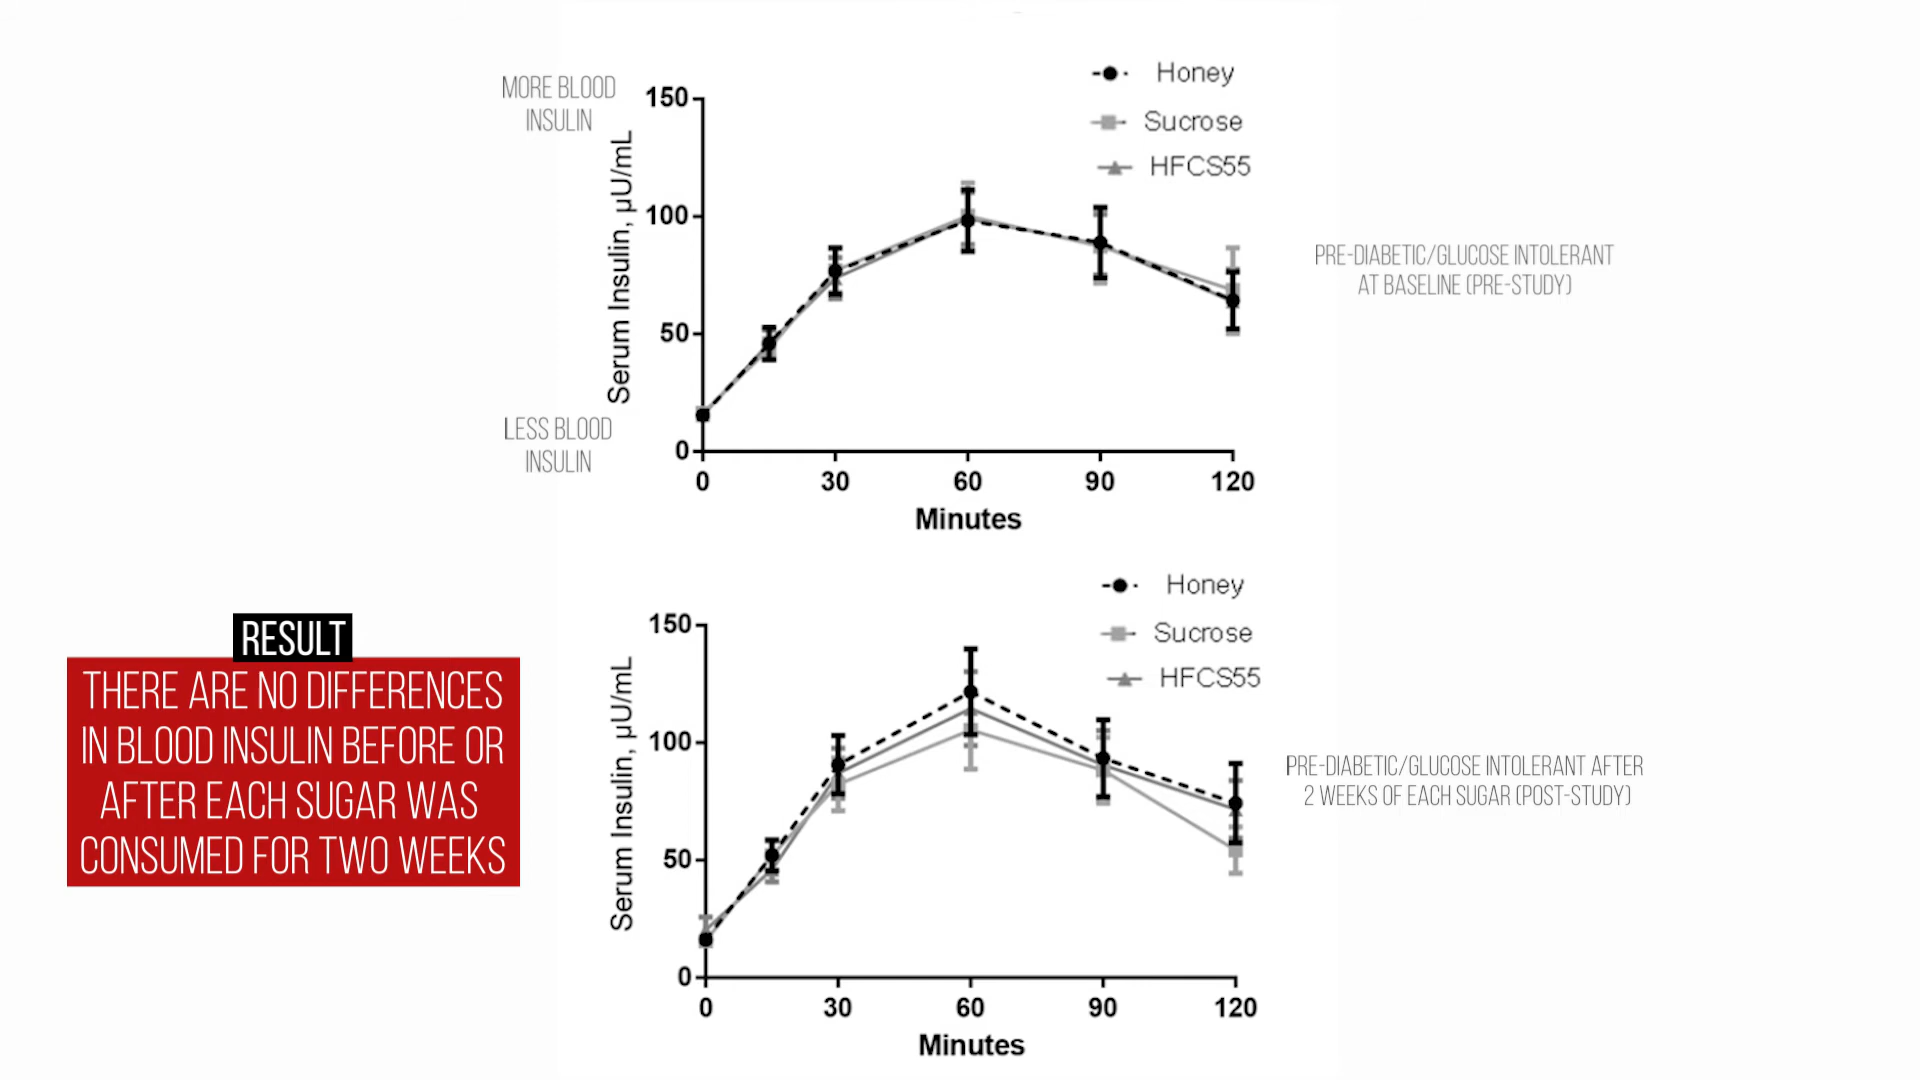 MORE BLOOD
INSULIN
150
100
50
0
Serum Insulin, µU/mL
LESS BLOOD
INSULIN
Honey
Sucrose
HFCS55
0 30 60 90 120
Minutes
PRE-DIABETIC/GLUCOSE INTOLERANT
AT BASELINE (PRE-STUDY)
RESULT
THERE ARE NO DIFFERENCES
IN BLOOD INSULIN BEFORE OR
AFTER EACH SUGAR WAS
CONSUMED FOR TWO WEEKS
150
100
50
0
Serum Insulin, µU/mL
Honey
Sucrose
HFCS55
0 30 60 90 120
Minutes
PRE-DIABETIC/GLUCOSE INTOLERANT AFTER
2 WEEKS OF EACH SUGAR (POST-STUDY)